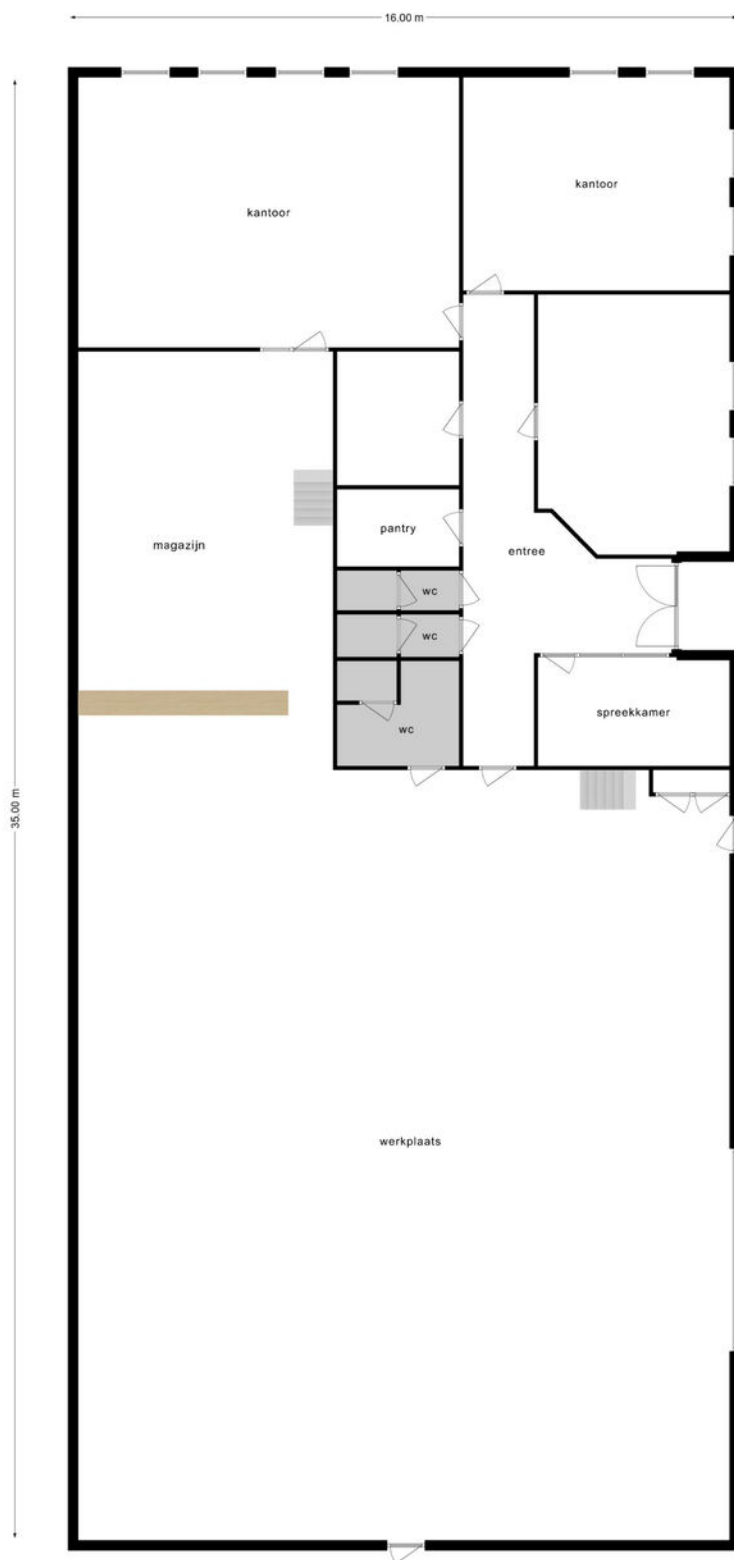 16.00 m
kantoor
kantoor
magazijn
pantry
entree
wc
wc
spreekkamer
wc
35.00 m
werkplaats